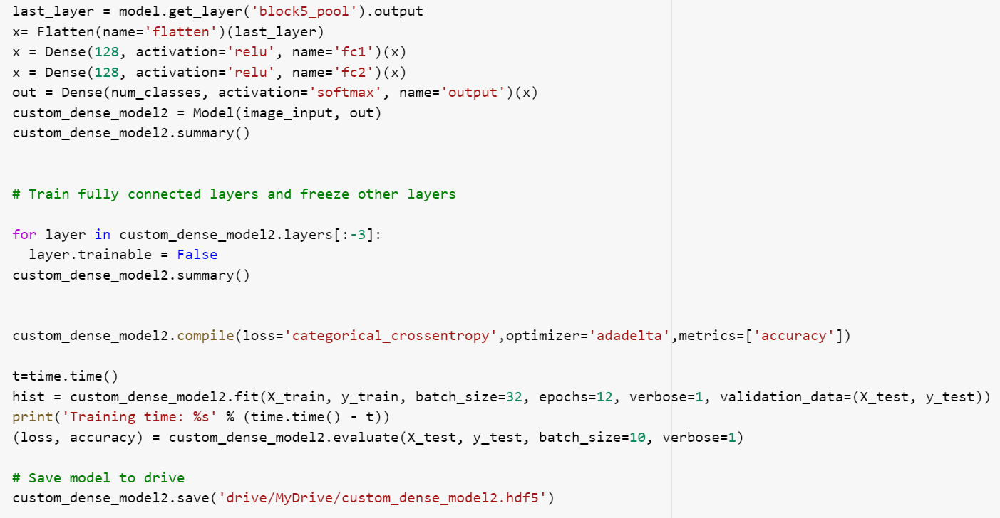 last_layer = model.get_layer('block5_pool').output
x= Flatten(name='flatten')(last_layer)
x = Dense(128, activation='relu', name='fc1')(x)
x = Dense(128, activation='relu', name='fc2')(x)
out = Dense(num_classes, activation='softmax', name='output')(x)
custom_dense_model2 = Model(image_input, out)
custom_dense_model2.summary()
# Train fully connected layers and freeze other layers
for layer in custom_dense_model2.layers[:-3]:
  layer.trainable = False
custom_dense_model2.summary()
custom_dense_model2.compile(loss='categorical_crossentropy',optimizer='adadelta',metrics=['accuracy'])
t=time.time()
hist = custom_dense_model2.fit(X_train, y_train, batch_size=32, epochs=12, verbose=1, validation_data=(X_test, y_test))
print('Training time: %s' % (time.time() - t))
(loss, accuracy) = custom_dense_model2.evaluate(X_test, y_test, batch_size=10, verbose=1)
# Save model to drive
custom_dense_model2.save('drive/MyDrive/custom_dense_model2.hdf5')